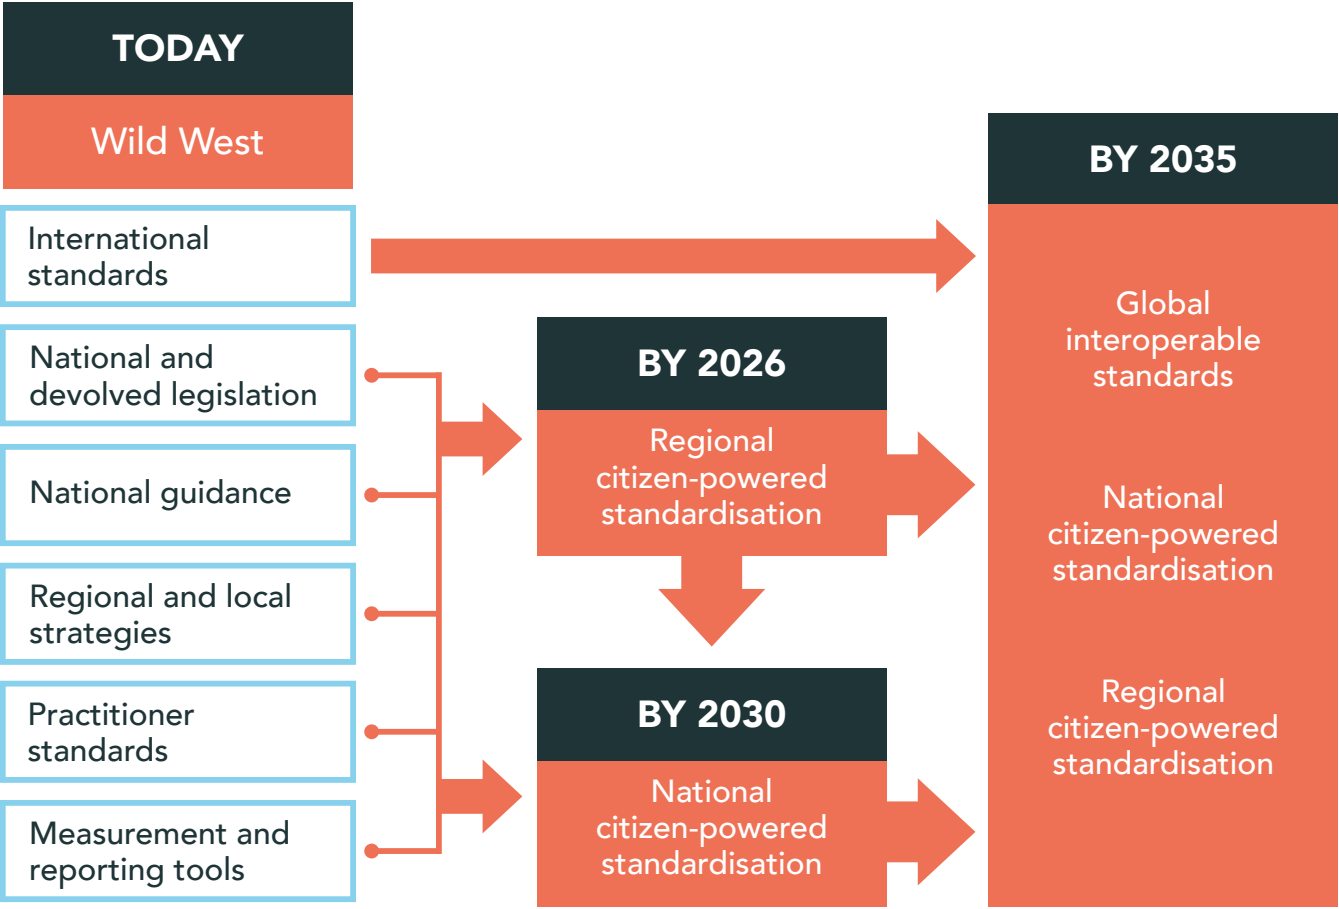 TODAY
Wild West
International
standards
National and
devolved legislation
National guidance
Regional and local
strategies
Practitioner
standards
Measurement and
reporting tools
BY 2026
Regional
citizen-powered
standardisation
BY 2030
National
citizen-powered
standardisation
BY 2035
Global
interoperable
standards
National
citizen-powered
standardisation
Regional
citizen-powered
standardisation